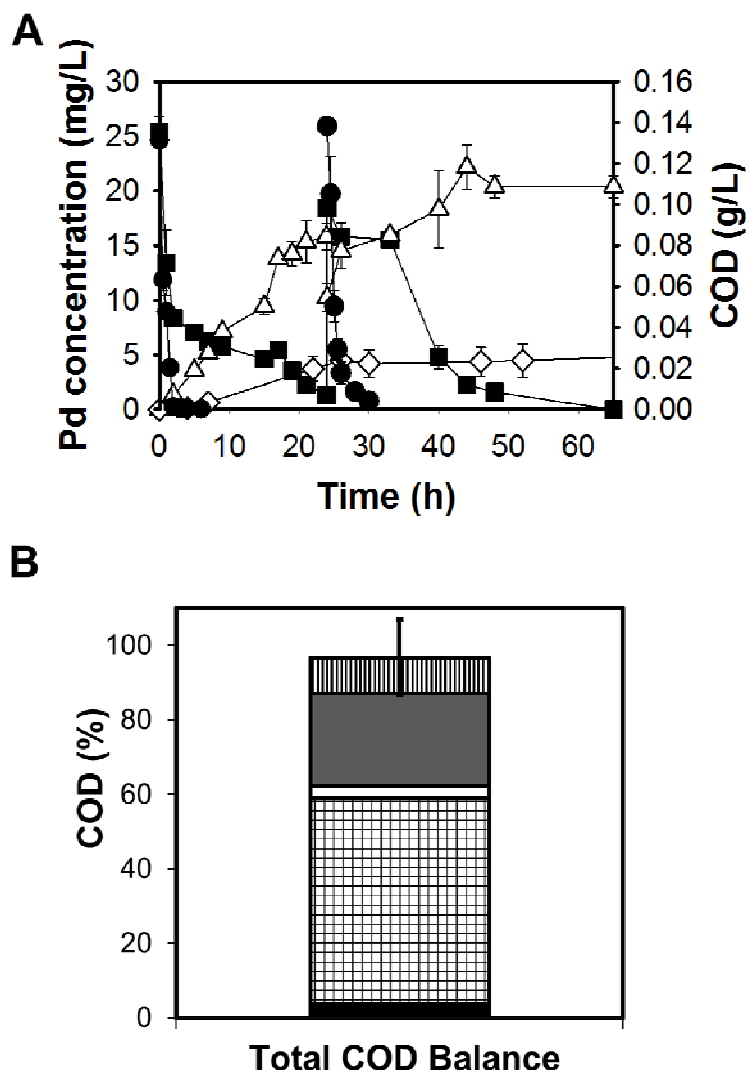 A
30 0.16
25 0.14
20 0.12
15 0.10
10 0.08
5 0.06
0 0.04
0.02
0.00
Pd concentration (mg/L)
COD (g/L)
0 10 20 30 40 50 60
Time (h)
B
100
80
60
40
20
0
COD (%)
Total COD Balance